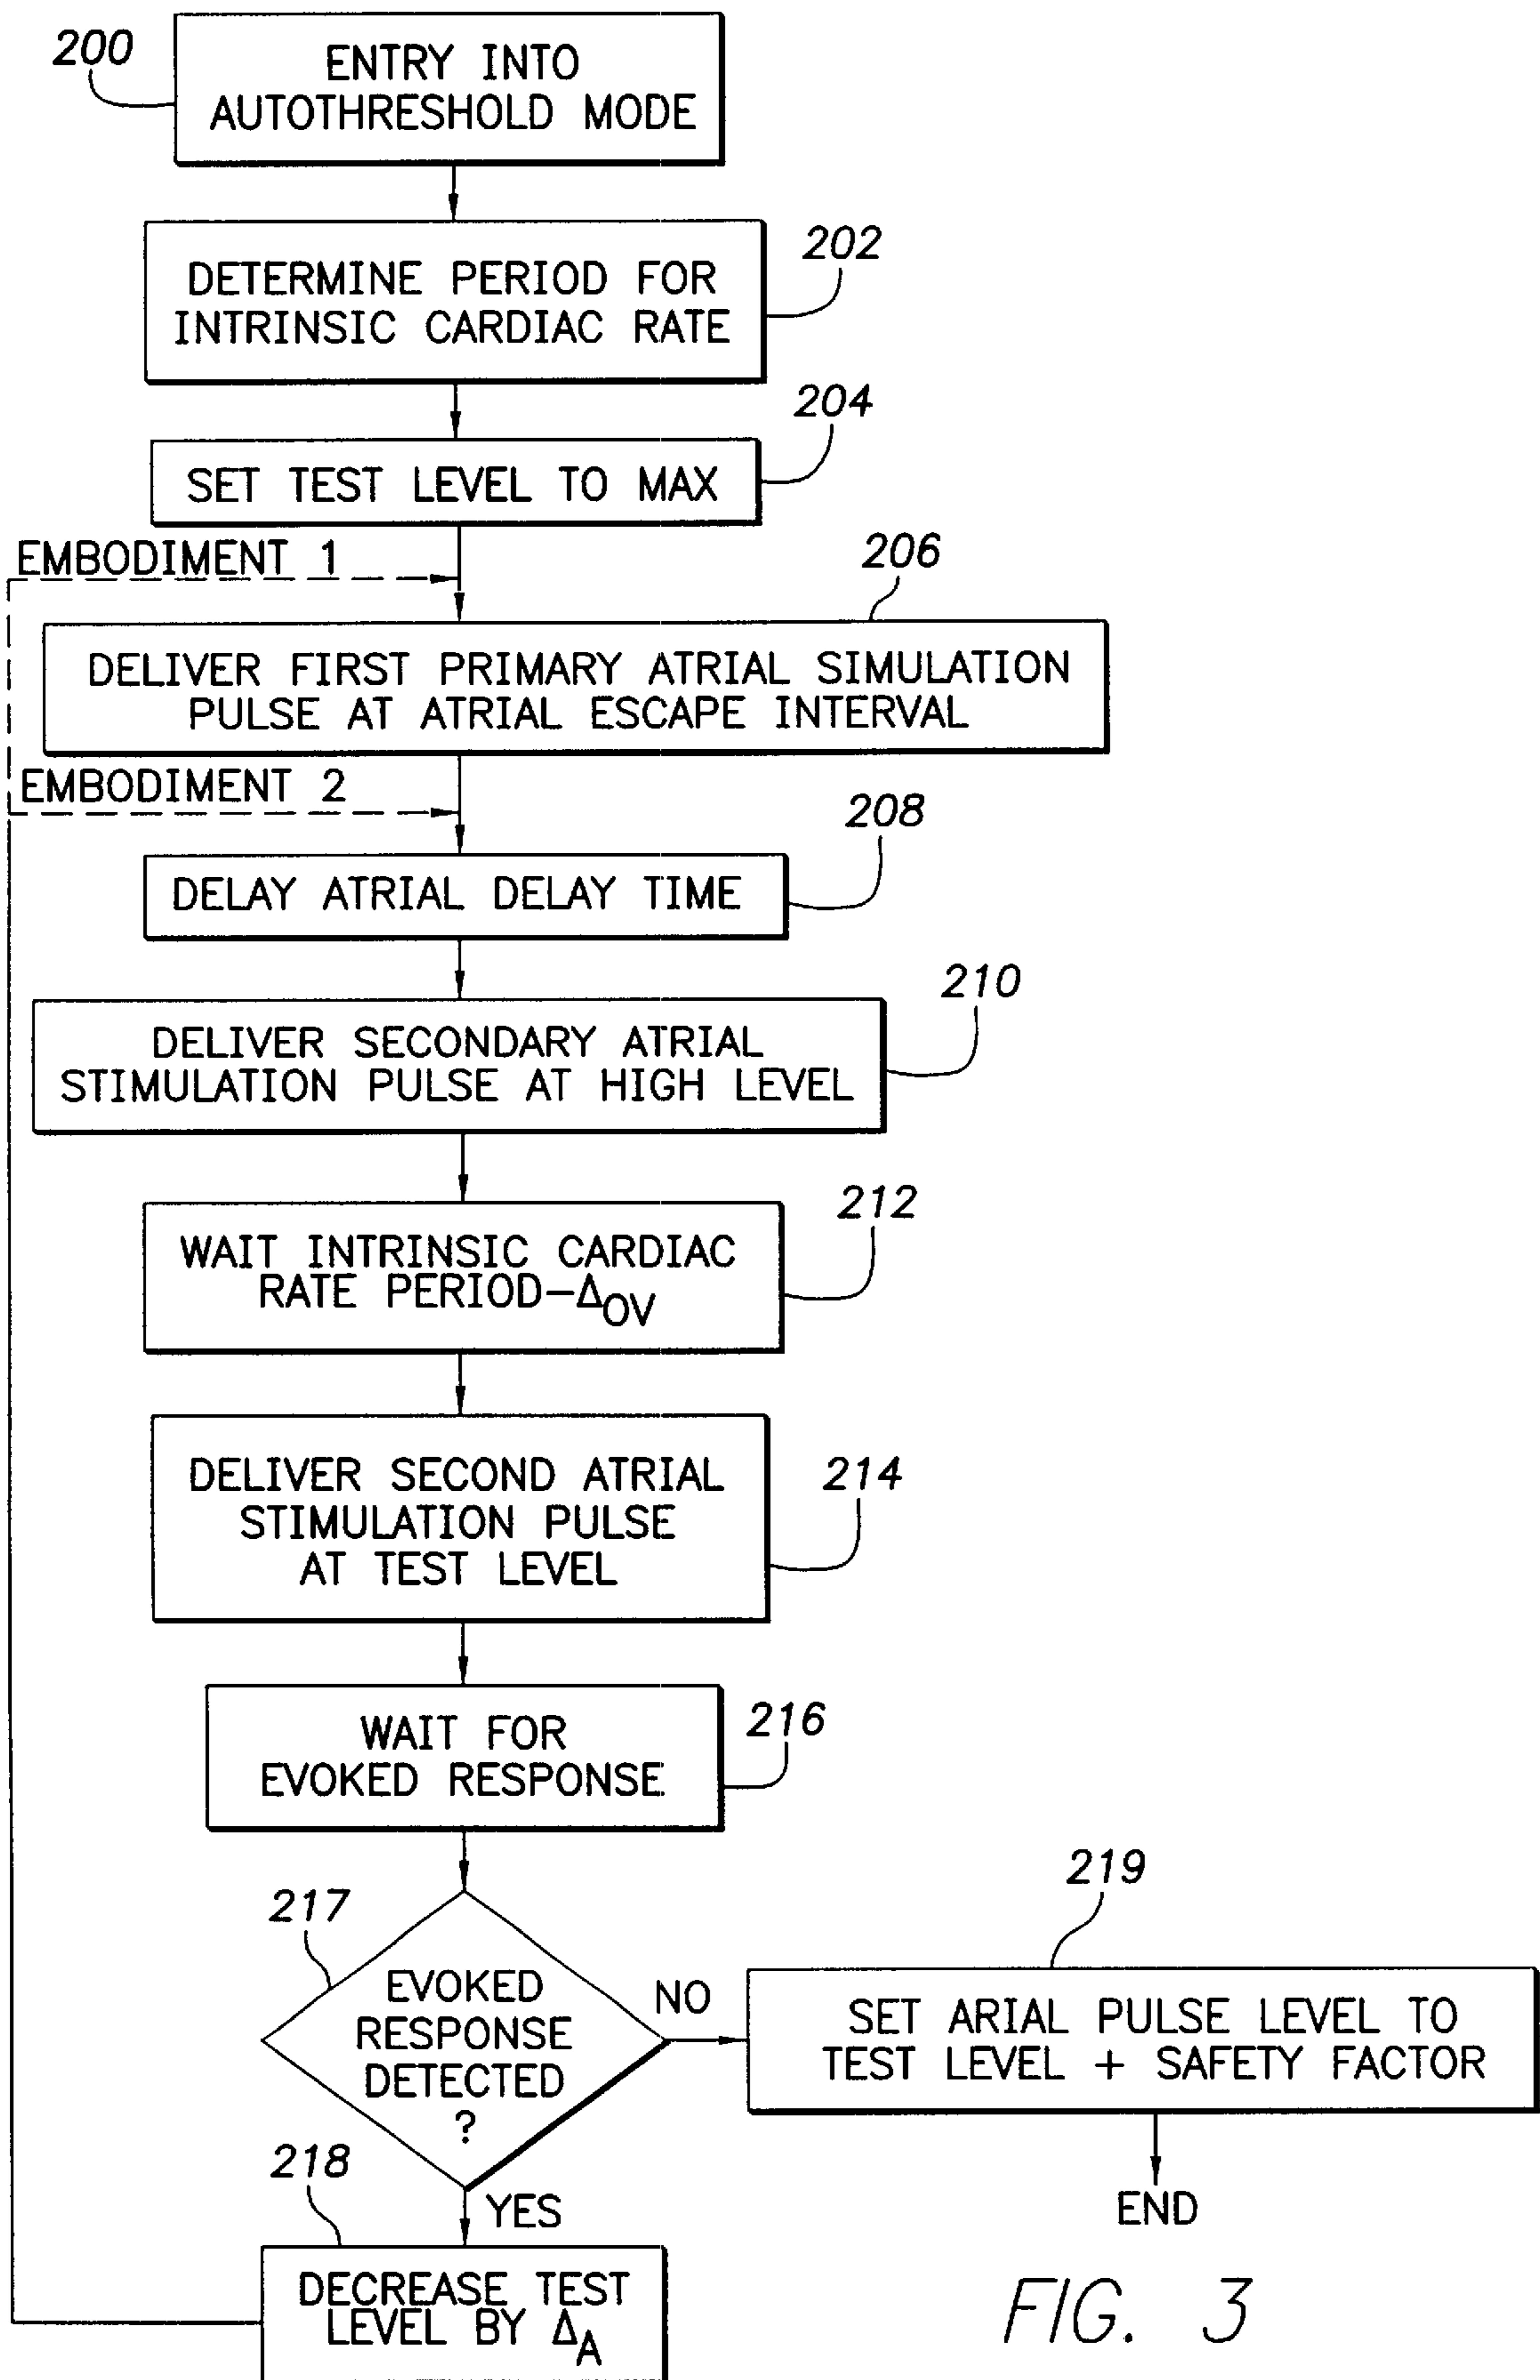 200
ENTRY INTO
AUTOTHRESHOLD MODE
202
DETERMINE PERIOD FOR
INTRINSIC CARDIAC RATE
204
SET TEST LEVEL TO MAX
EMBODIMENT 1
206
DELIVER FIRST PRIMARY ATRIAL SIMULATION
PULSE AT ATRIAL ESCAPE INTERVAL
EMBODIMENT 2
208
DELAY ATRIAL DELAY TIME
210
DELIVER SECONDARY ATRIAL
STIMULATION PULSE AT HIGH LEVEL
212
WAIT INTRINSIC CARDIAC
RATE PERIOD-ΔOV
214
DELIVER SECOND ATRIAL
STIMULATION PULSE
AT TEST LEVEL
216
WAIT FOR
EVOKED RESPONSE
217
EVOKED
RESPONSE
DETECTED
?
NO
219
SET ARIAL PULSE LEVEL TO
TEST LEVEL + SAFETY FACTOR
END
YES
218
DECREASE TEST
LEVEL BY ΔA
FIG. 3